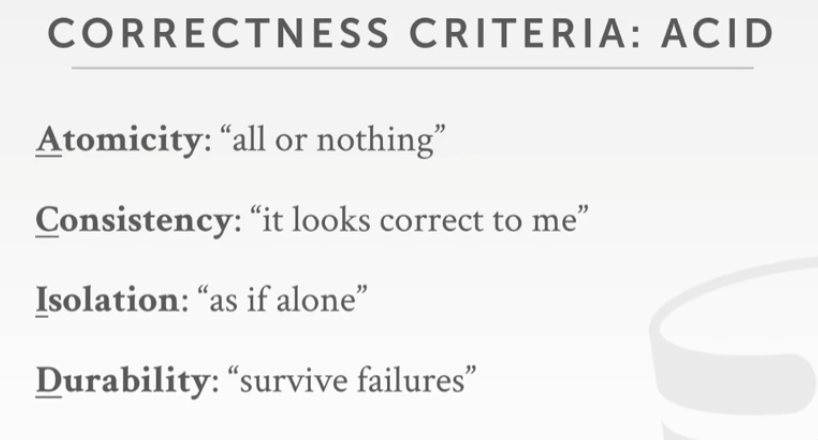 CORRECTNESS CRITERIA: ACID
Atomicity: “all or nothing”
Consistency: “it looks correct to me”
Isolation: “as if alone”
Durability: “survive failures”